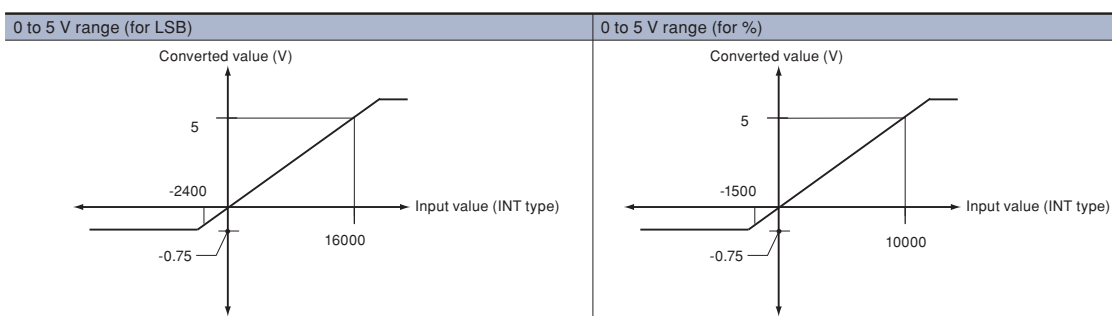 0 to 5 V range (for LSB)
Converted value (V)
5
-2400
Input value (INT type)
16000
-0.75
0 to 5 V range (for %)
Converted value (V)
5
-1500
Input value (INT type)
10000
-0.75